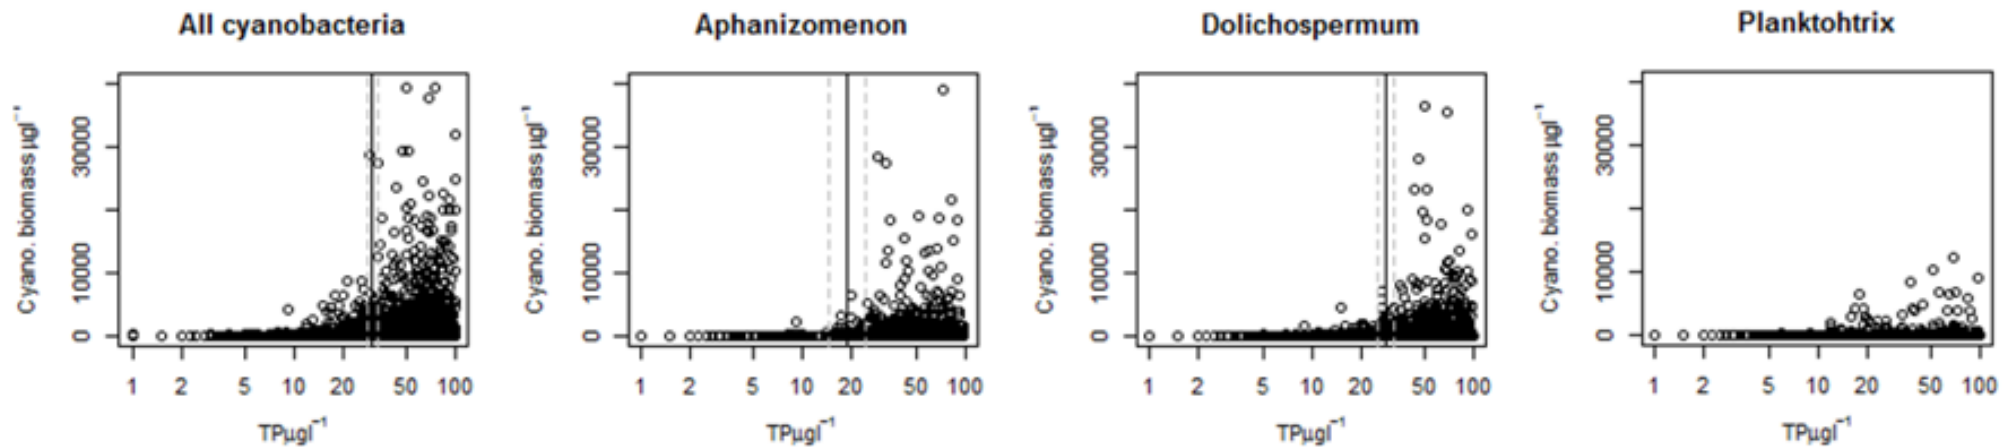 All cyanobacteria
Cyano. biomass µgl⁻¹
0 10000 30000
1 2 5 10 20 50 100
TPµgl⁻¹
Aphanizomenon
Cyano. biomass µgl⁻¹
0 10000 30000
1 2 5 10 20 50 100
TPµgl⁻¹
Dolichospermum
Cyano. biomass µgl⁻¹
0 10000 30000
1 2 5 10 20 50 100
TPµgl⁻¹
Planktohtrix
Cyano. biomass µgl⁻¹
0 10000 30000
1 2 5 10 20 50 100
TPµgl⁻¹